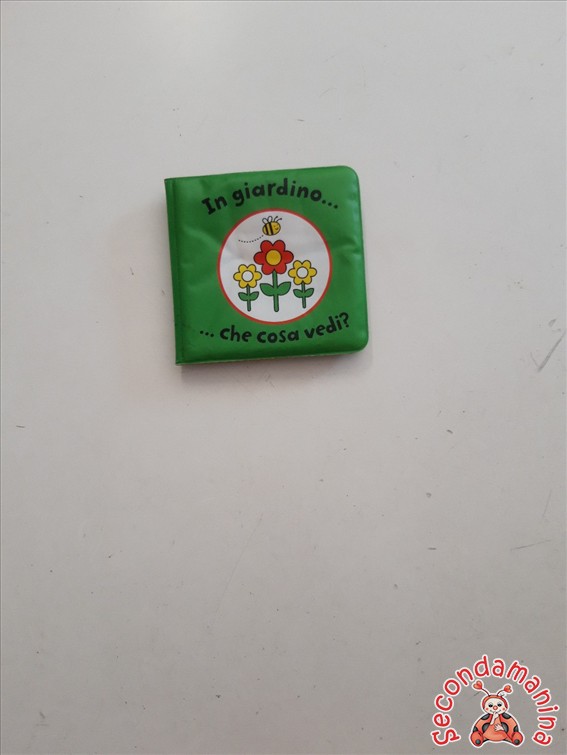 In giardino...
... che cosa vedi?
Secondamanina